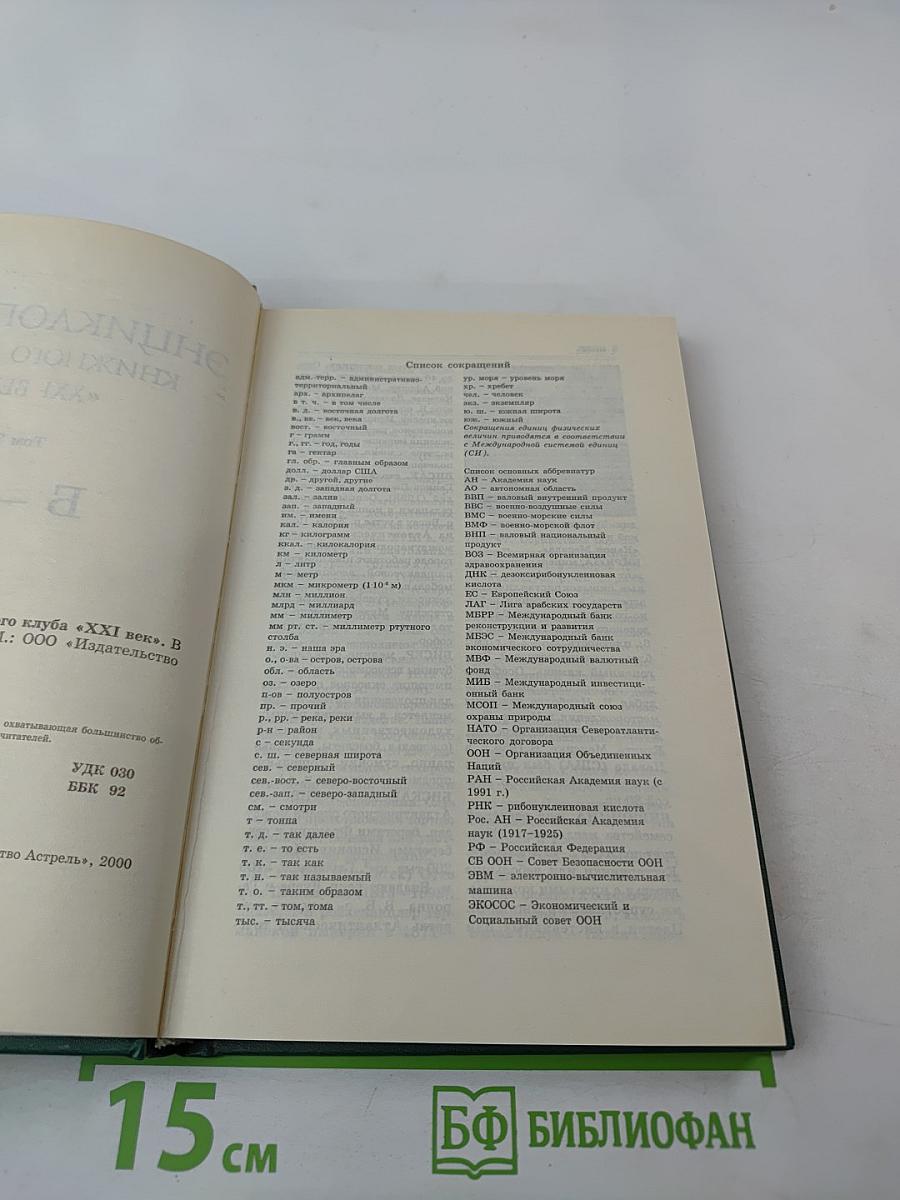 го клуба «XXI век». В
М.: ООО «Издательство
охватывающая большинство об-
читателей.
УДК 030
ББК 92
тво Астрель», 2000
Список сокращений
адм. терр. – административно-
территориальный
арх. – архипелаг
в т. ч. – в том числе
в. д. – восточная долгота
в., вв. – век, века
вост. – восточный
г – грамм
г., гг. – год, годы
га – гектар
гл. обр. – главным образом
долл. – доллар США
др. – другой, другие
з. д. – западная долгота
зал. – залив
зап. – западный
им. – имени
кал. – калория
кг – килограмм
ккал. – килокалория
км – километр
л – литр
м – метр
мкм – микрометр (1·10⁻⁶ м)
млн – миллион
млрд – миллиард
мм – миллиметр
мм рт. ст. – миллиметр ртутного
столба
н. э. – наша эра
о., о-ва – остров, острова
обл. – область
оз. – озеро
п-ов – полуостров
пр. – прочий
р., рр. – река, реки
р-н – район
с – секунда
с. ш. – северная широта
сев. – северный
сев.-вост. – северо-восточный
сев.-зап. – северо-западный
см. – смотри
т – тонна
т. д. – так далее
т. е. – то есть
т. к. – так как
т. н. – так называемый
т. о. – таким образом
т., тт. – том, тома
тыс. – тысяча
ур. моря – уровень моря
хр. – хребет
чел. – человек
экз. – экземпляр
ю. ш. – южная широта
юж. – южный
Сокращения единиц физических
величин приводятся в соответствии
с Международной системой единиц
(СИ).
Список основных аббревиатур
АН – Академия наук
АО – автономная область
ВВП – валовый внутренний продукт
ВВС – военно-воздушные силы
ВМС – военно-морские силы
ВМФ – военно-морской флот
ВНП – валовый национальный
продукт
ВОЗ – Всемирная организация
здравоохранения
ДНК – дезоксирибонуклеиновая
кислота
ЕС – Европейский Союз
ЛАГ – Лига арабских государств
МБРР – Международный банк
реконструкции и развития
МБЭС – Международный банк
экономического сотрудничества
МВФ – Международный валютный
фонд
МИБ – Международный инвестици-
онный банк
МСОП – Международный союз
охраны природы
НАТО – Организация Североатланти-
ческого договора
ООН – Организация Объединенных
Наций
РАН – Российская Академия наук (с
1991 г.)
РНК – рибонуклеиновая кислота
Рос. АН – Российская Академия
наук (1917–1925)
РФ – Российская Федерация
СБ ООН – Совет Безопасности ООН
ЭВМ – электронно-вычислительная
машина
ЭКОСОС – Экономический и
Социальный совет ООН
15 см
БФ БИБЛИОФАН